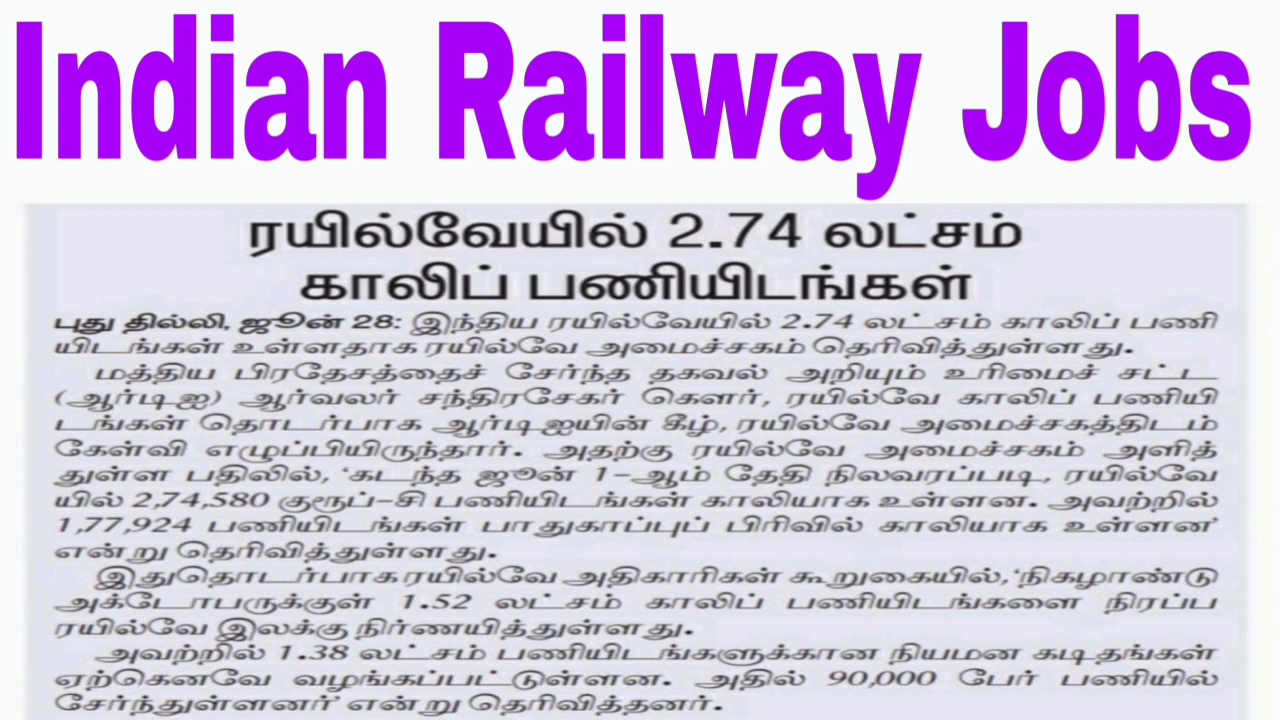 Indian Railway Jobs
ரயில்வேயில் 2.74 லட்சம்
காலிப் பணியிடங்கள்
புது தில்லி, ஜூன் 28: இந்திய ரயில்வேயில் 2.74 லட்சம் காலிப் பணி
யிடங்கள் உள்ளதாக ரயில்வே அமைச்சகம் தெரிவித்துள்ளது.
மத்திய பிரதேசத்தைச் சேர்ந்த தகவல் அறியும் உரிமைச் சட்ட
(ஆர்டிஐ) ஆர்வலர் சந்திரசேகர் கௌர், ரயில்வே காலிப் பணியி
டங்கள் தொடர்பாக ஆர்டிஐயின் கீழ், ரயில்வே அமைச்சகத்திடம்
கேள்வி எழுப்பியிருந்தார். அதற்கு ரயில்வே அமைச்சகம் அளித்
துள்ள பதிலில், ‘கடந்த ஜூன் 1-ஆம் தேதி நிலவரப்படி, ரயில்வே
யில் 2,74,580 குரூப்-சி பணியிடங்கள் காலியாக உள்ளன. அவற்றில்
1,77,924 பணியிடங்கள் பாதுகாப்புப் பிரிவில் காலியாக உள்ளன’
என்று தெரிவித்துள்ளது.
இதுதொடர்பாக ரயில்வே அதிகாரிகள் கூறுகையில், ‘நிகழாண்டு
அக்டோபருக்குள் 1.52 லட்சம் காலிப் பணியிடங்களை நிரப்ப
ரயில்வே இலக்கு நிர்ணயித்துள்ளது.
அவற்றில் 1.38 லட்சம் பணியிடங்களுக்கான நியமன கடிதங்கள்
ஏற்கெனவே வழங்கப்பட்டுள்ளன. அதில் 90,000 பேர் பணியில்
சேர்ந்துள்ளனர்’ என்று தெரிவித்தனர்.